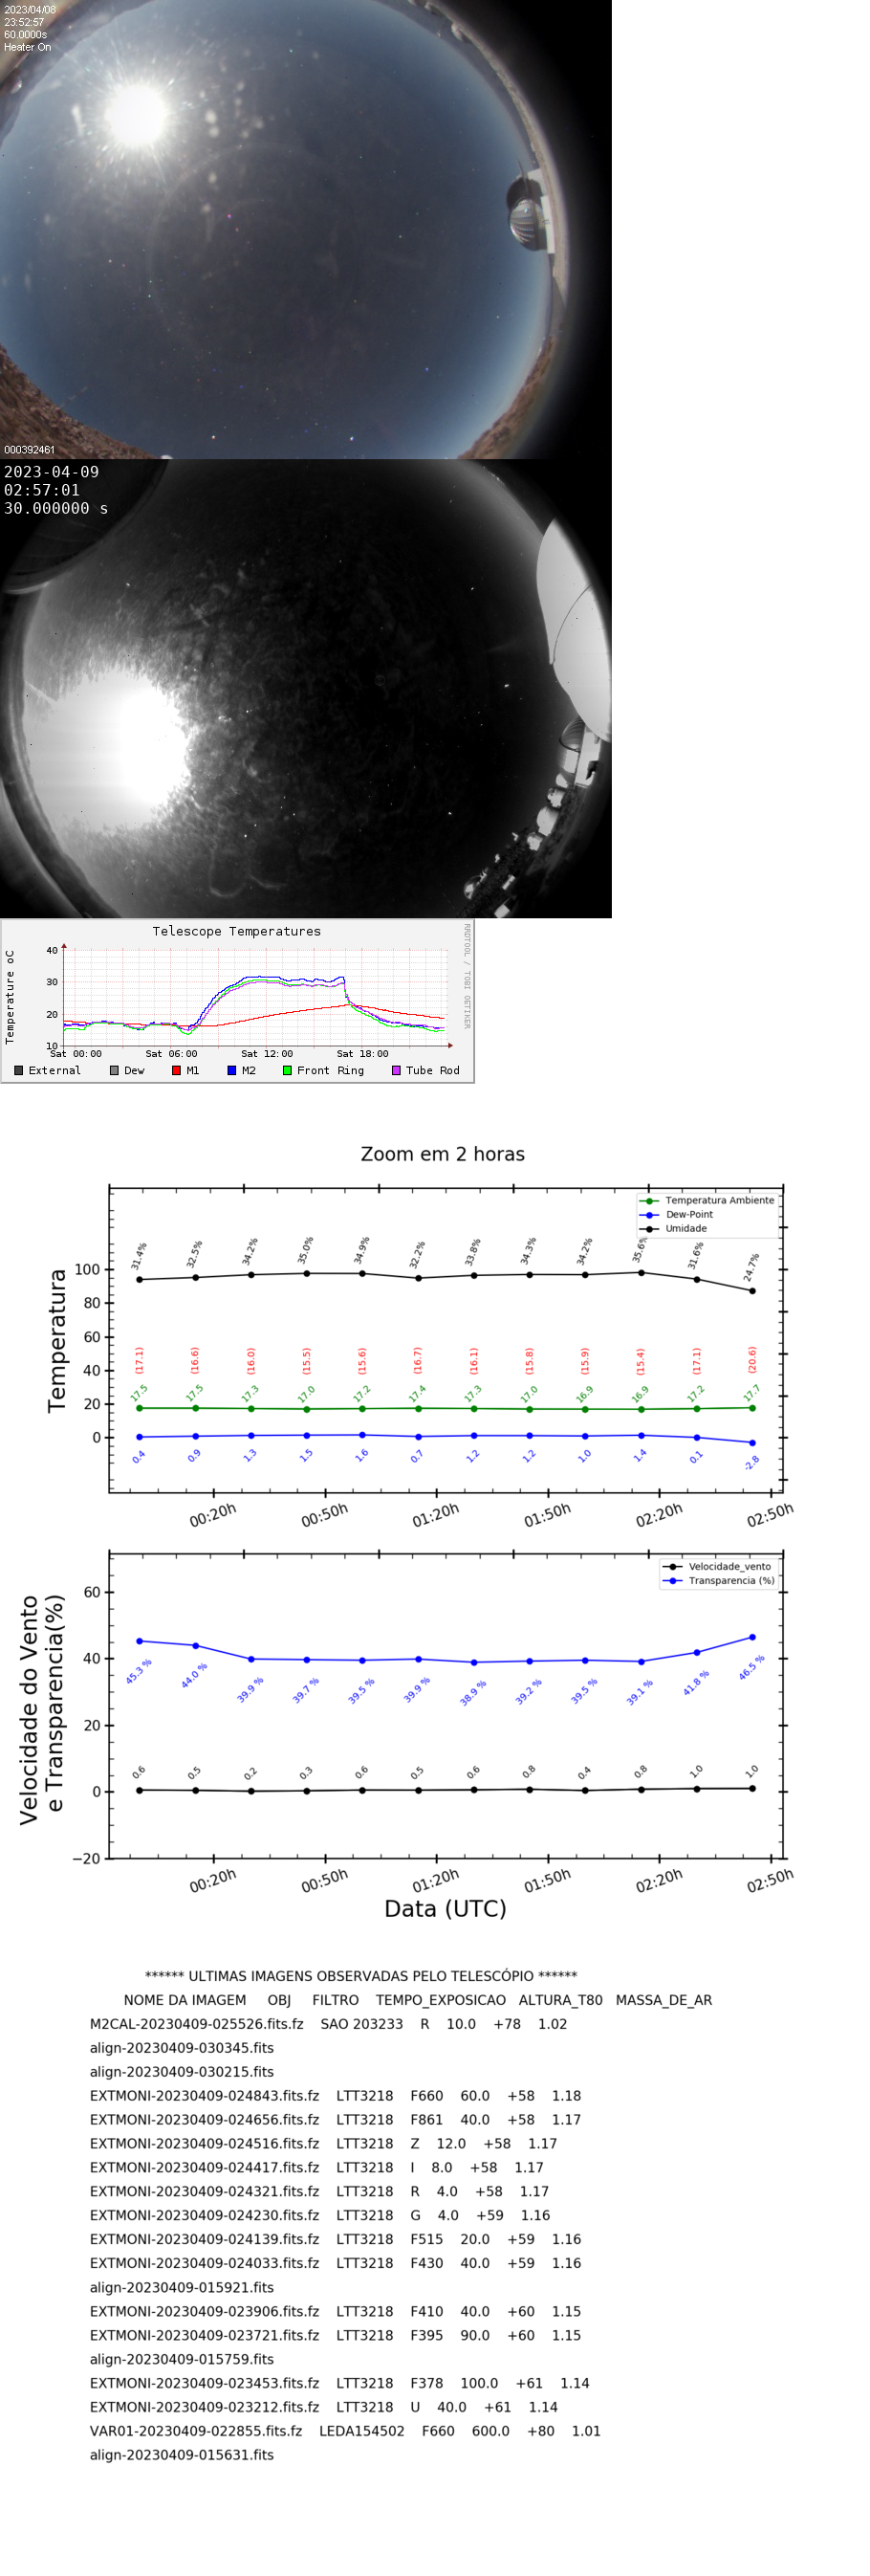 2023/04/08
23:52:57
60.0000s
Heater On
000392461
2023-04-09
02:57:01
30.000000 s
Telescope Temperatures
RRDTOOL / TOBI OETIKER
Temperature oC
40
30
20
10
Sat 00:00 Sat 06:00 Sat 12:00 Sat 18:00
External Dew M1 M2 Front Ring Tube Rod
Zoom em 2 horas
Temperatura Ambiente
Dew-Point
Umidade
Temperatura
100
80
60
40
20
0
31.4% 32.5% 34.2% 35.0% 34.9% 32.2% 33.8% 34.3% 34.2% 35.6% 31.6% 24.7%
(17.1) (16.6) (16.0) (15.5) (15.6) (16.7) (16.1) (15.8) (15.9) (15.4) (17.1) (20.6)
17.5 17.5 17.3 17.0 17.2 17.4 17.3 17.0 16.9 16.9 17.2 17.7
0.4 0.9 1.3 1.5 1.6 0.7 1.2 1.2 1.0 1.4 0.1 -2.8
00:20h 00:50h 01:20h 01:50h 02:20h 02:50h
Velocidade_vento
Transparencia (%)
Velocidade do Vento
e Transparencia(%)
60
40
20
0
−20
45.3 % 44.0 % 39.9 % 39.7 % 39.5 % 39.9 % 38.9 % 39.2 % 39.5 % 39.1 % 41.8 % 46.5 %
0.6 0.5 0.2 0.3 0.6 0.5 0.6 0.8 0.4 0.8 1.0 1.0
00:20h 00:50h 01:20h 01:50h 02:20h 02:50h
Data (UTC)
****** ULTIMAS IMAGENS OBSERVADAS PELO TELESCÓPIO ******
NOME DA IMAGEM OBJ FILTRO TEMPO_EXPOSICAO ALTURA_T80 MASSA_DE_AR
M2CAL-20230409-025526.fits.fz SAO 203233 R 10.0 +78 1.02
align-20230409-030345.fits
align-20230409-030215.fits
EXTMONI-20230409-024843.fits.fz LTT3218 F660 60.0 +58 1.18
EXTMONI-20230409-024656.fits.fz LTT3218 F861 40.0 +58 1.17
EXTMONI-20230409-024516.fits.fz LTT3218 Z 12.0 +58 1.17
EXTMONI-20230409-024417.fits.fz LTT3218 I 8.0 +58 1.17
EXTMONI-20230409-024321.fits.fz LTT3218 R 4.0 +58 1.17
EXTMONI-20230409-024230.fits.fz LTT3218 G 4.0 +59 1.16
EXTMONI-20230409-024139.fits.fz LTT3218 F515 20.0 +59 1.16
EXTMONI-20230409-024033.fits.fz LTT3218 F430 40.0 +59 1.16
align-20230409-015921.fits
EXTMONI-20230409-023906.fits.fz LTT3218 F410 40.0 +60 1.15
EXTMONI-20230409-023721.fits.fz LTT3218 F395 90.0 +60 1.15
align-20230409-015759.fits
EXTMONI-20230409-023453.fits.fz LTT3218 F378 100.0 +61 1.14
EXTMONI-20230409-023212.fits.fz LTT3218 U 40.0 +61 1.14
VAR01-20230409-022855.fits.fz LEDA154502 F660 600.0 +80 1.01
align-20230409-015631.fits